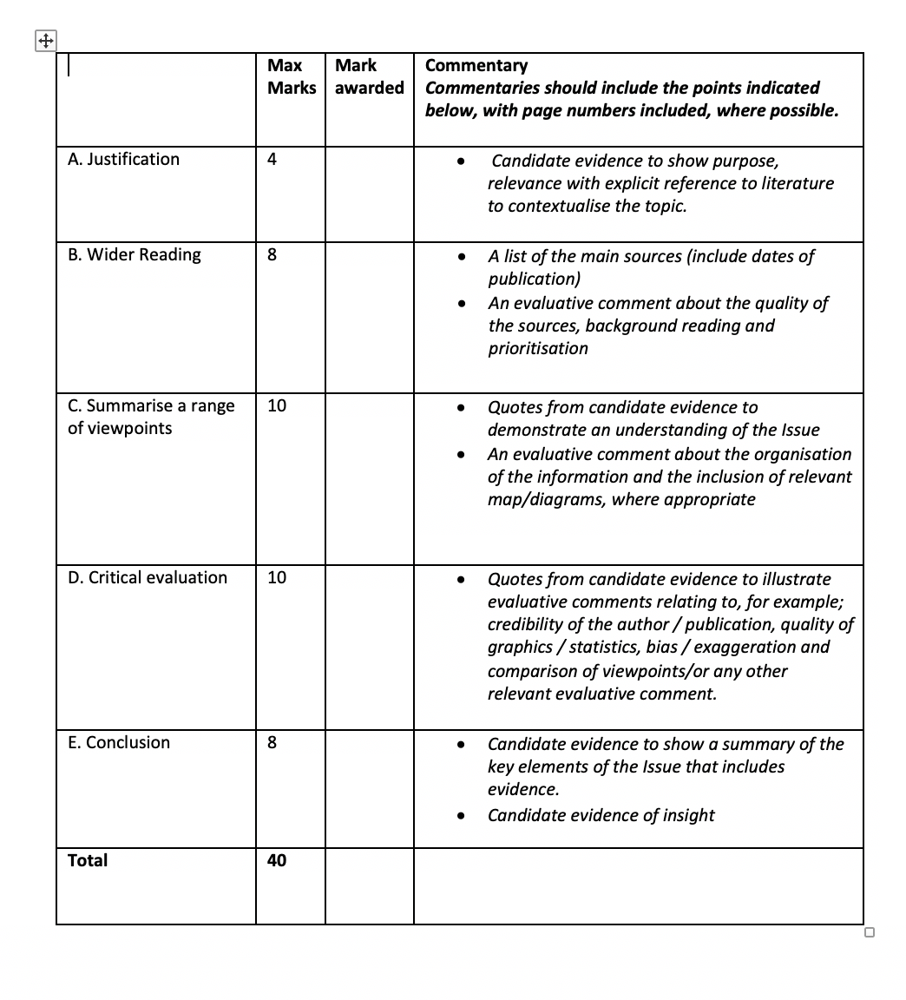 Max Marks
Mark awarded
Commentary
Commentaries should include the points indicated
below, with page numbers included, where possible.
A. Justification
4
• Candidate evidence to show purpose,
relevance with explicit reference to literature
to contextualise the topic.
B. Wider Reading
8
• A list of the main sources (include dates of
publication)
• An evaluative comment about the quality of
the sources, background reading and
prioritisation
C. Summarise a range
of viewpoints
10
• Quotes from candidate evidence to
demonstrate an understanding of the Issue
• An evaluative comment about the organisation
of the information and the inclusion of relevant
map/diagrams, where appropriate
D. Critical evaluation
10
• Quotes from candidate evidence to illustrate
evaluative comments relating to, for example;
credibility of the author / publication, quality of
graphics / statistics, bias / exaggeration and
comparison of viewpoints/or any other
relevant evaluative comment.
E. Conclusion
8
• Candidate evidence to show a summary of the
key elements of the Issue that includes
evidence.
• Candidate evidence of insight
Total
40